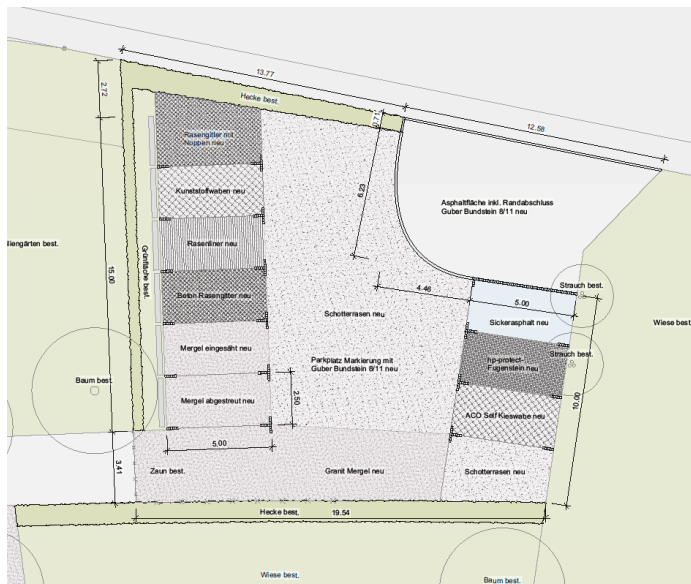 13.77
2.72
Hecke best.
0.71
12.58
Rasengitter mit
Noppen neu
Kunststoffwaben neu
6.23
Asphaltfläche inkl. Randabschluss
Guber Bundstein 8/11 neu
liengärten best.
Rasenliner neu
Grünfläche best.
15.00
4.46
Strauch best.
Beton Rasengitter neu
5.00
Schotterrasen neu
Sickerasphalt neu
Wiese best.
Mergel eingesäht neu
Parkplatz Markierung mit
Guber Bundstein 8/11 neu
hp-protect-
Fugenstein neu
Strauch best.
Baum best.
Mergel abgestreut neu
2.50
10.00
ACO Self Kieswabe neu
5.00
3.41
Zaun best.
Granit Mergel neu
Schotterrasen neu
Hecke best.
19.54
Wiese best.
Baum best.